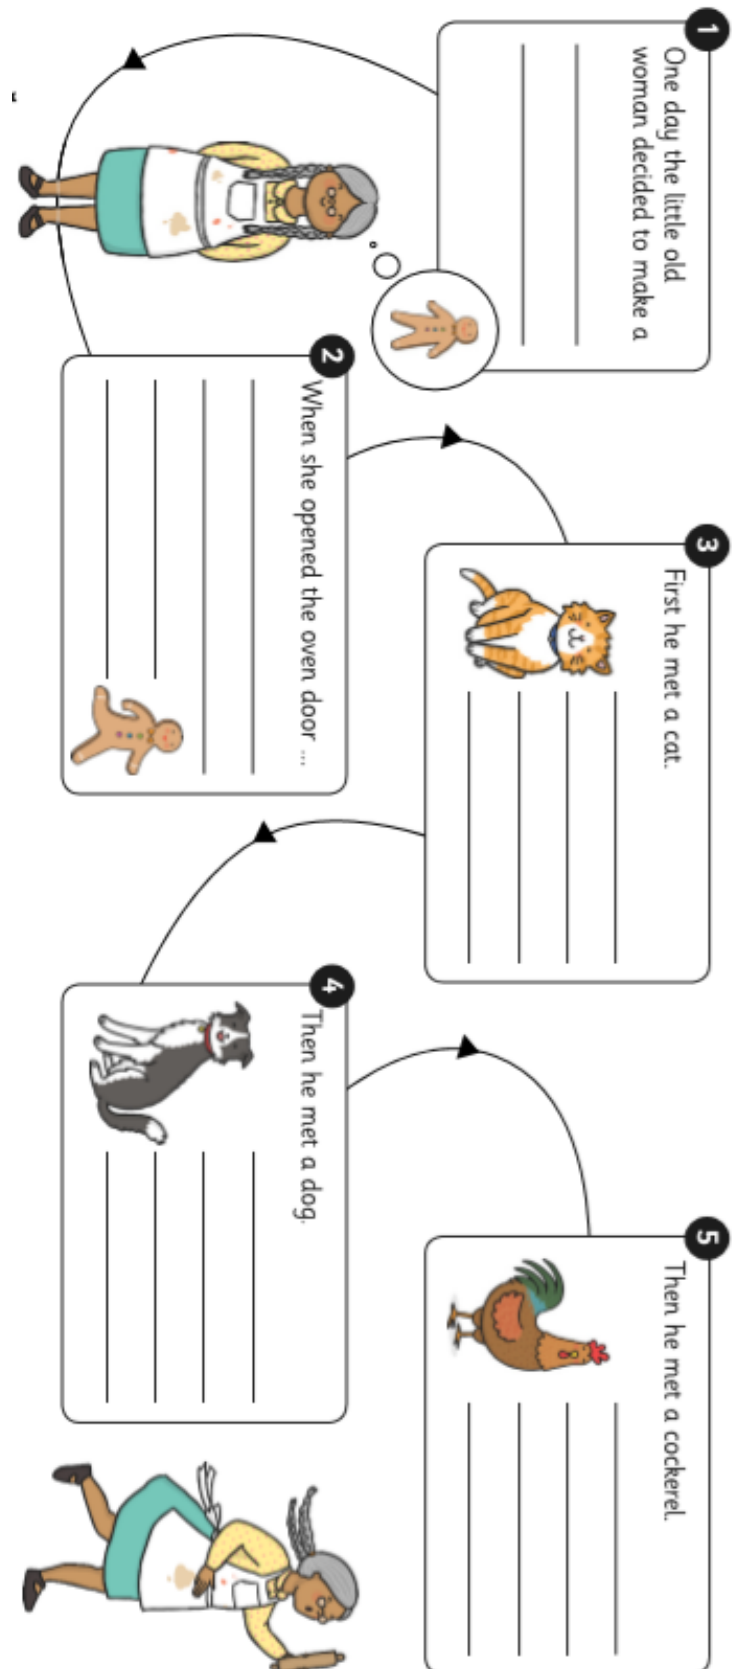 1
One day the little old
woman decided to make a
2
When she opened the oven door ...
3
First he met a cat.
4
Then he met a dog.
5
Then he met a cockerel.